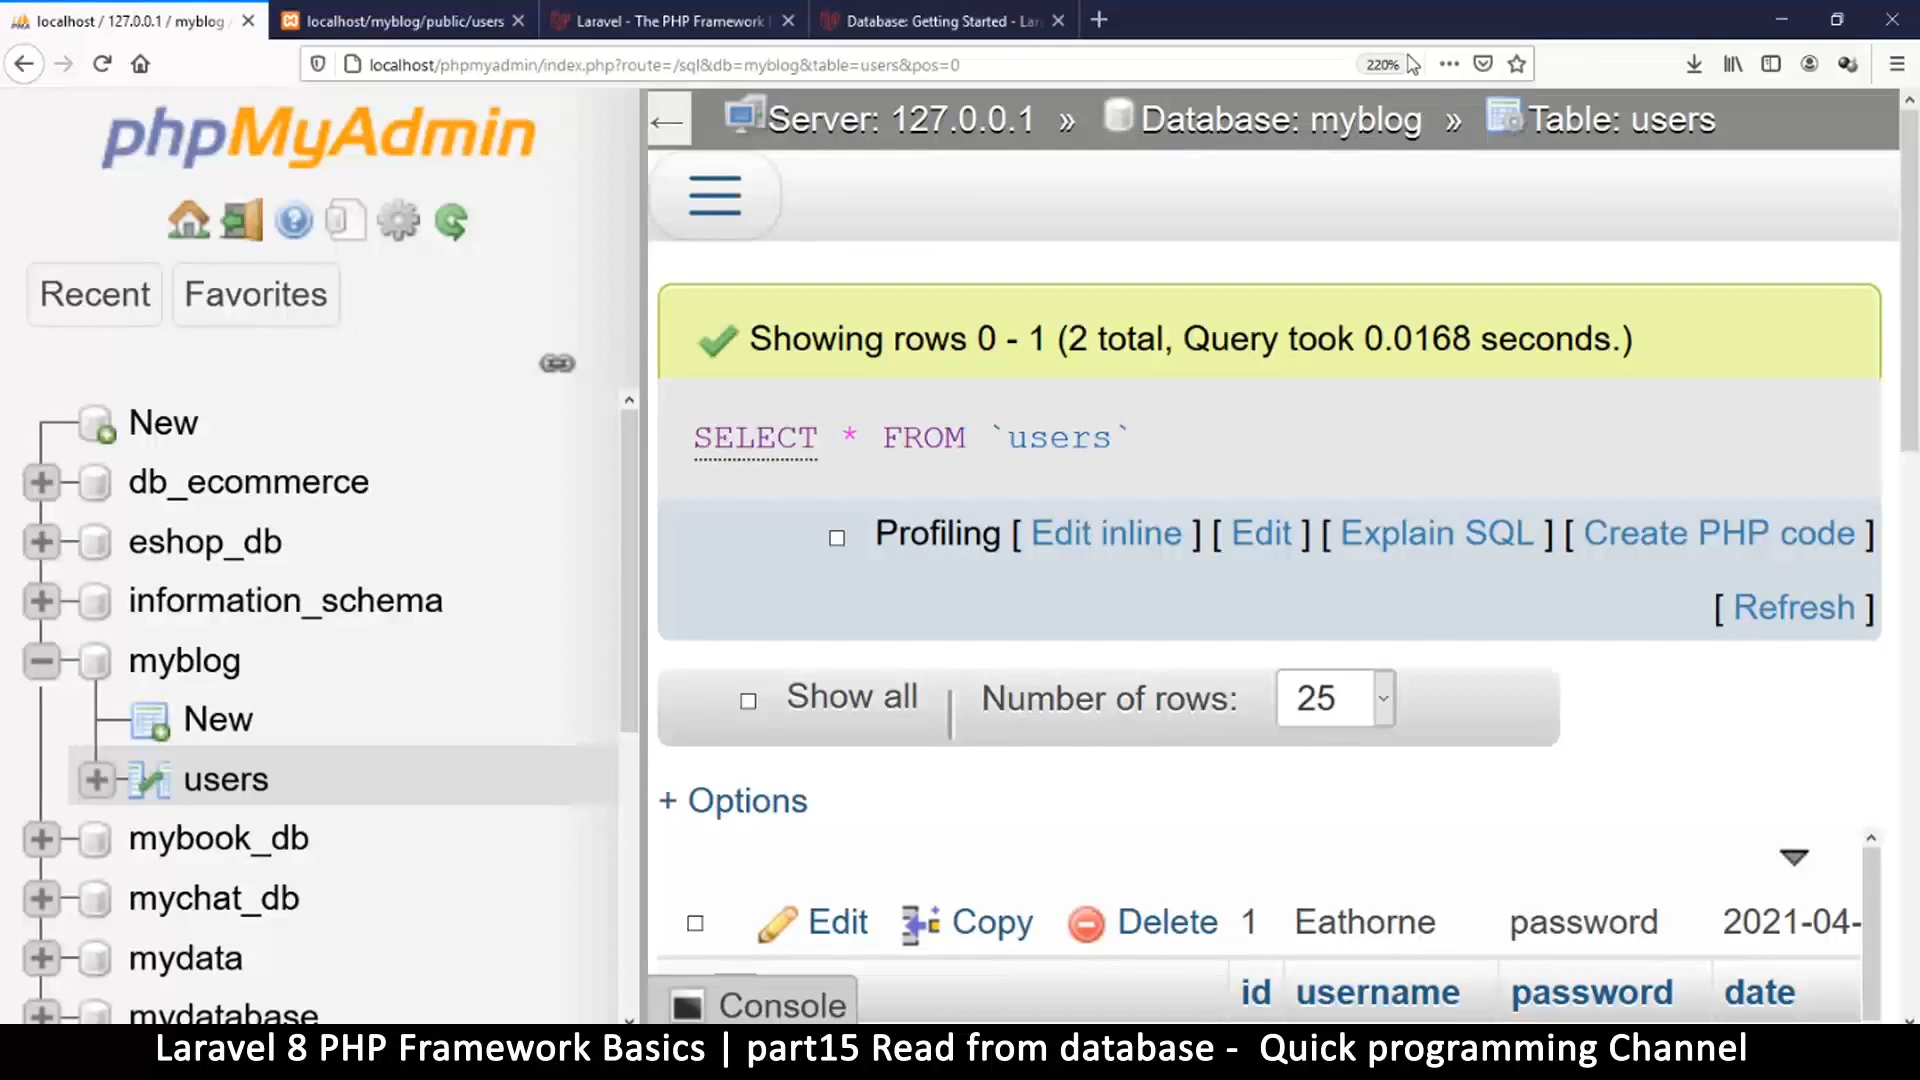 localhost / 127.0.0.1 / myblog
localhost/myblog/public/users
Laravel - The PHP Framework
Database: Getting Started - Lar
localhost/phpmyadmin/index.php?route=/sql&db=myblog&table=users&pos=0
220%
phpMyAdmin
Recent
Favorites
New
db_ecommerce
eshop_db
information_schema
myblog
New
users
mybook_db
mychat_db
mydata
mydatabase
Server: 127.0.0.1 » Database: myblog » Table: users
Showing rows 0 - 1 (2 total, Query took 0.0168 seconds.)
SELECT * FROM `users`
Profiling [ Edit inline ] [ Edit ] [ Explain SQL ] [ Create PHP code ]
[ Refresh ]
Show all
Number of rows:
25
+ Options
Edit Copy Delete 1 Eathorne password 2021-04-
id username password date
Console
Laravel 8 PHP Framework Basics | part15 Read from database - Quick programming Channel